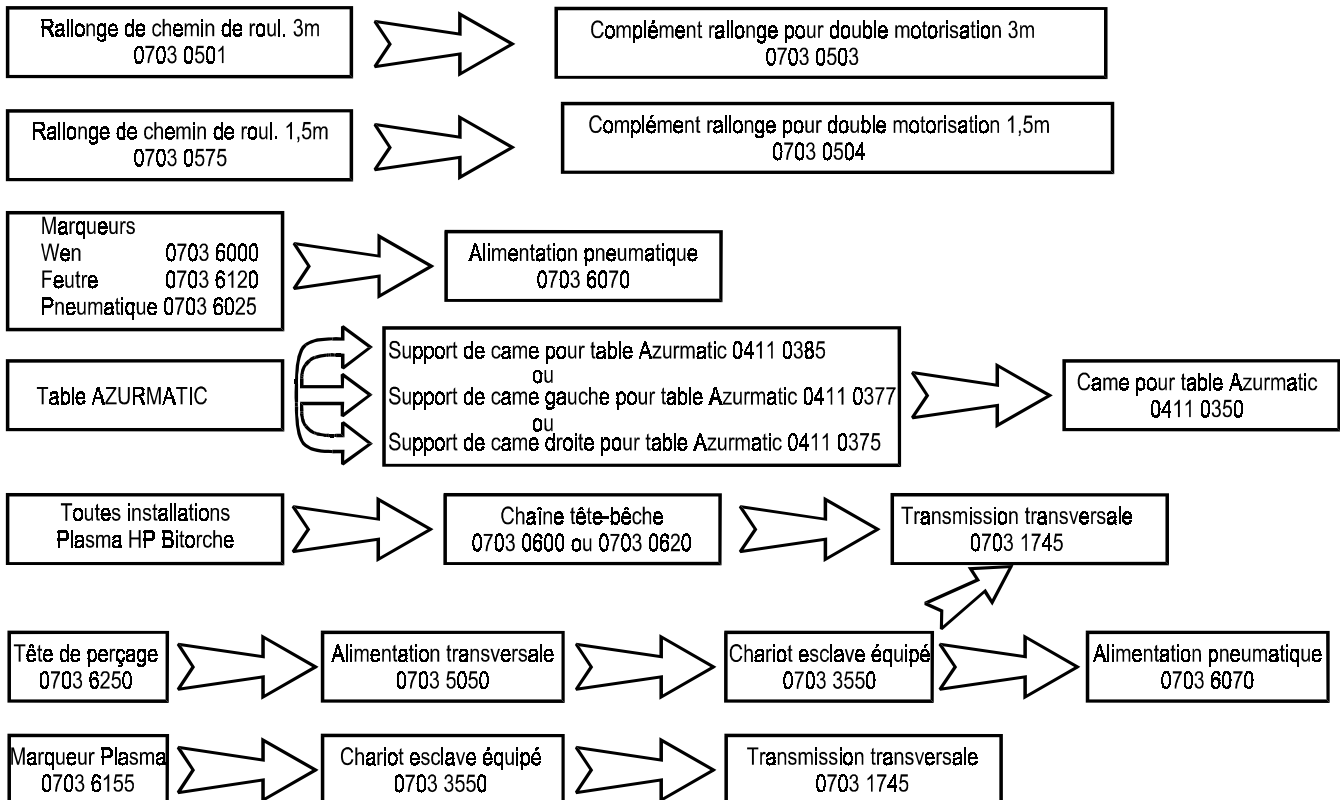 Rallonge de chemin de roul. 3m
0703 0501
Complément rallonge pour double motorisation 3m
0703 0503
Rallonge de chemin de roul. 1,5m
0703 0575
Complément rallonge pour double motorisation 1,5m
0703 0504
Marqueurs
Wen 0703 6000
Feutre 0703 6120
Pneumatique 0703 6025
Alimentation pneumatique
0703 6070
Table AZURMATIC
Support de came pour table Azurmatic 0411 0385
ou
Support de came gauche pour table Azurmatic 0411 0377
ou
Support de came droite pour table Azurmatic 0411 0375
Came pour table Azurmatic
0411 0350
Toutes installations
Plasma HP Bitorche
Chaîne tête-bêche
0703 0600 ou 0703 0620
Transmission transversale
0703 1745
Tête de perçage
0703 6250
Alimentation transversale
0703 5050
Chariot esclave équipé
0703 3550
Alimentation pneumatique
0703 6070
Marqueur Plasma
0703 6155
Chariot esclave équipé
0703 3550
Transmission transversale
0703 1745